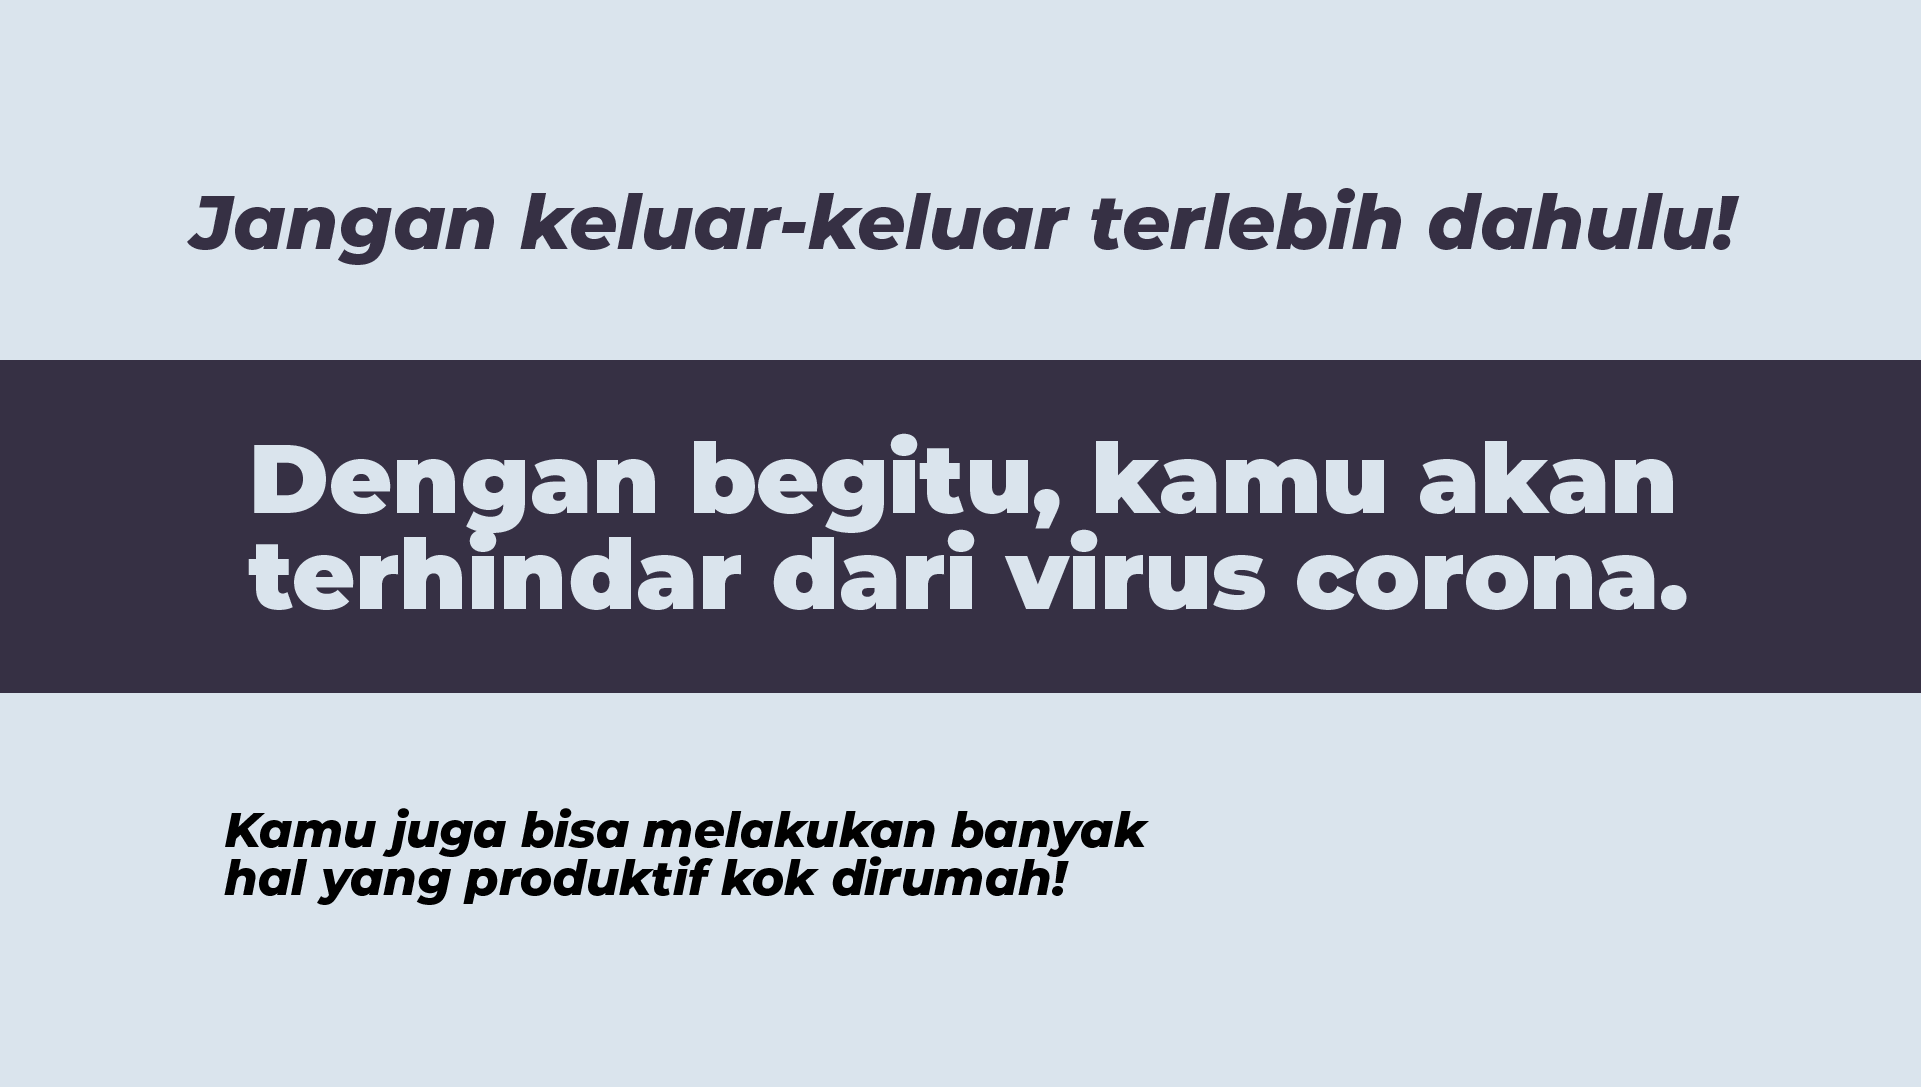 Jangan keluar-keluar terlebih dahulu!
Dengan begitu, kamu akan
terhindar dari virus corona.
Kamu juga bisa melakukan banyak
hal yang produktif kok dirumah!